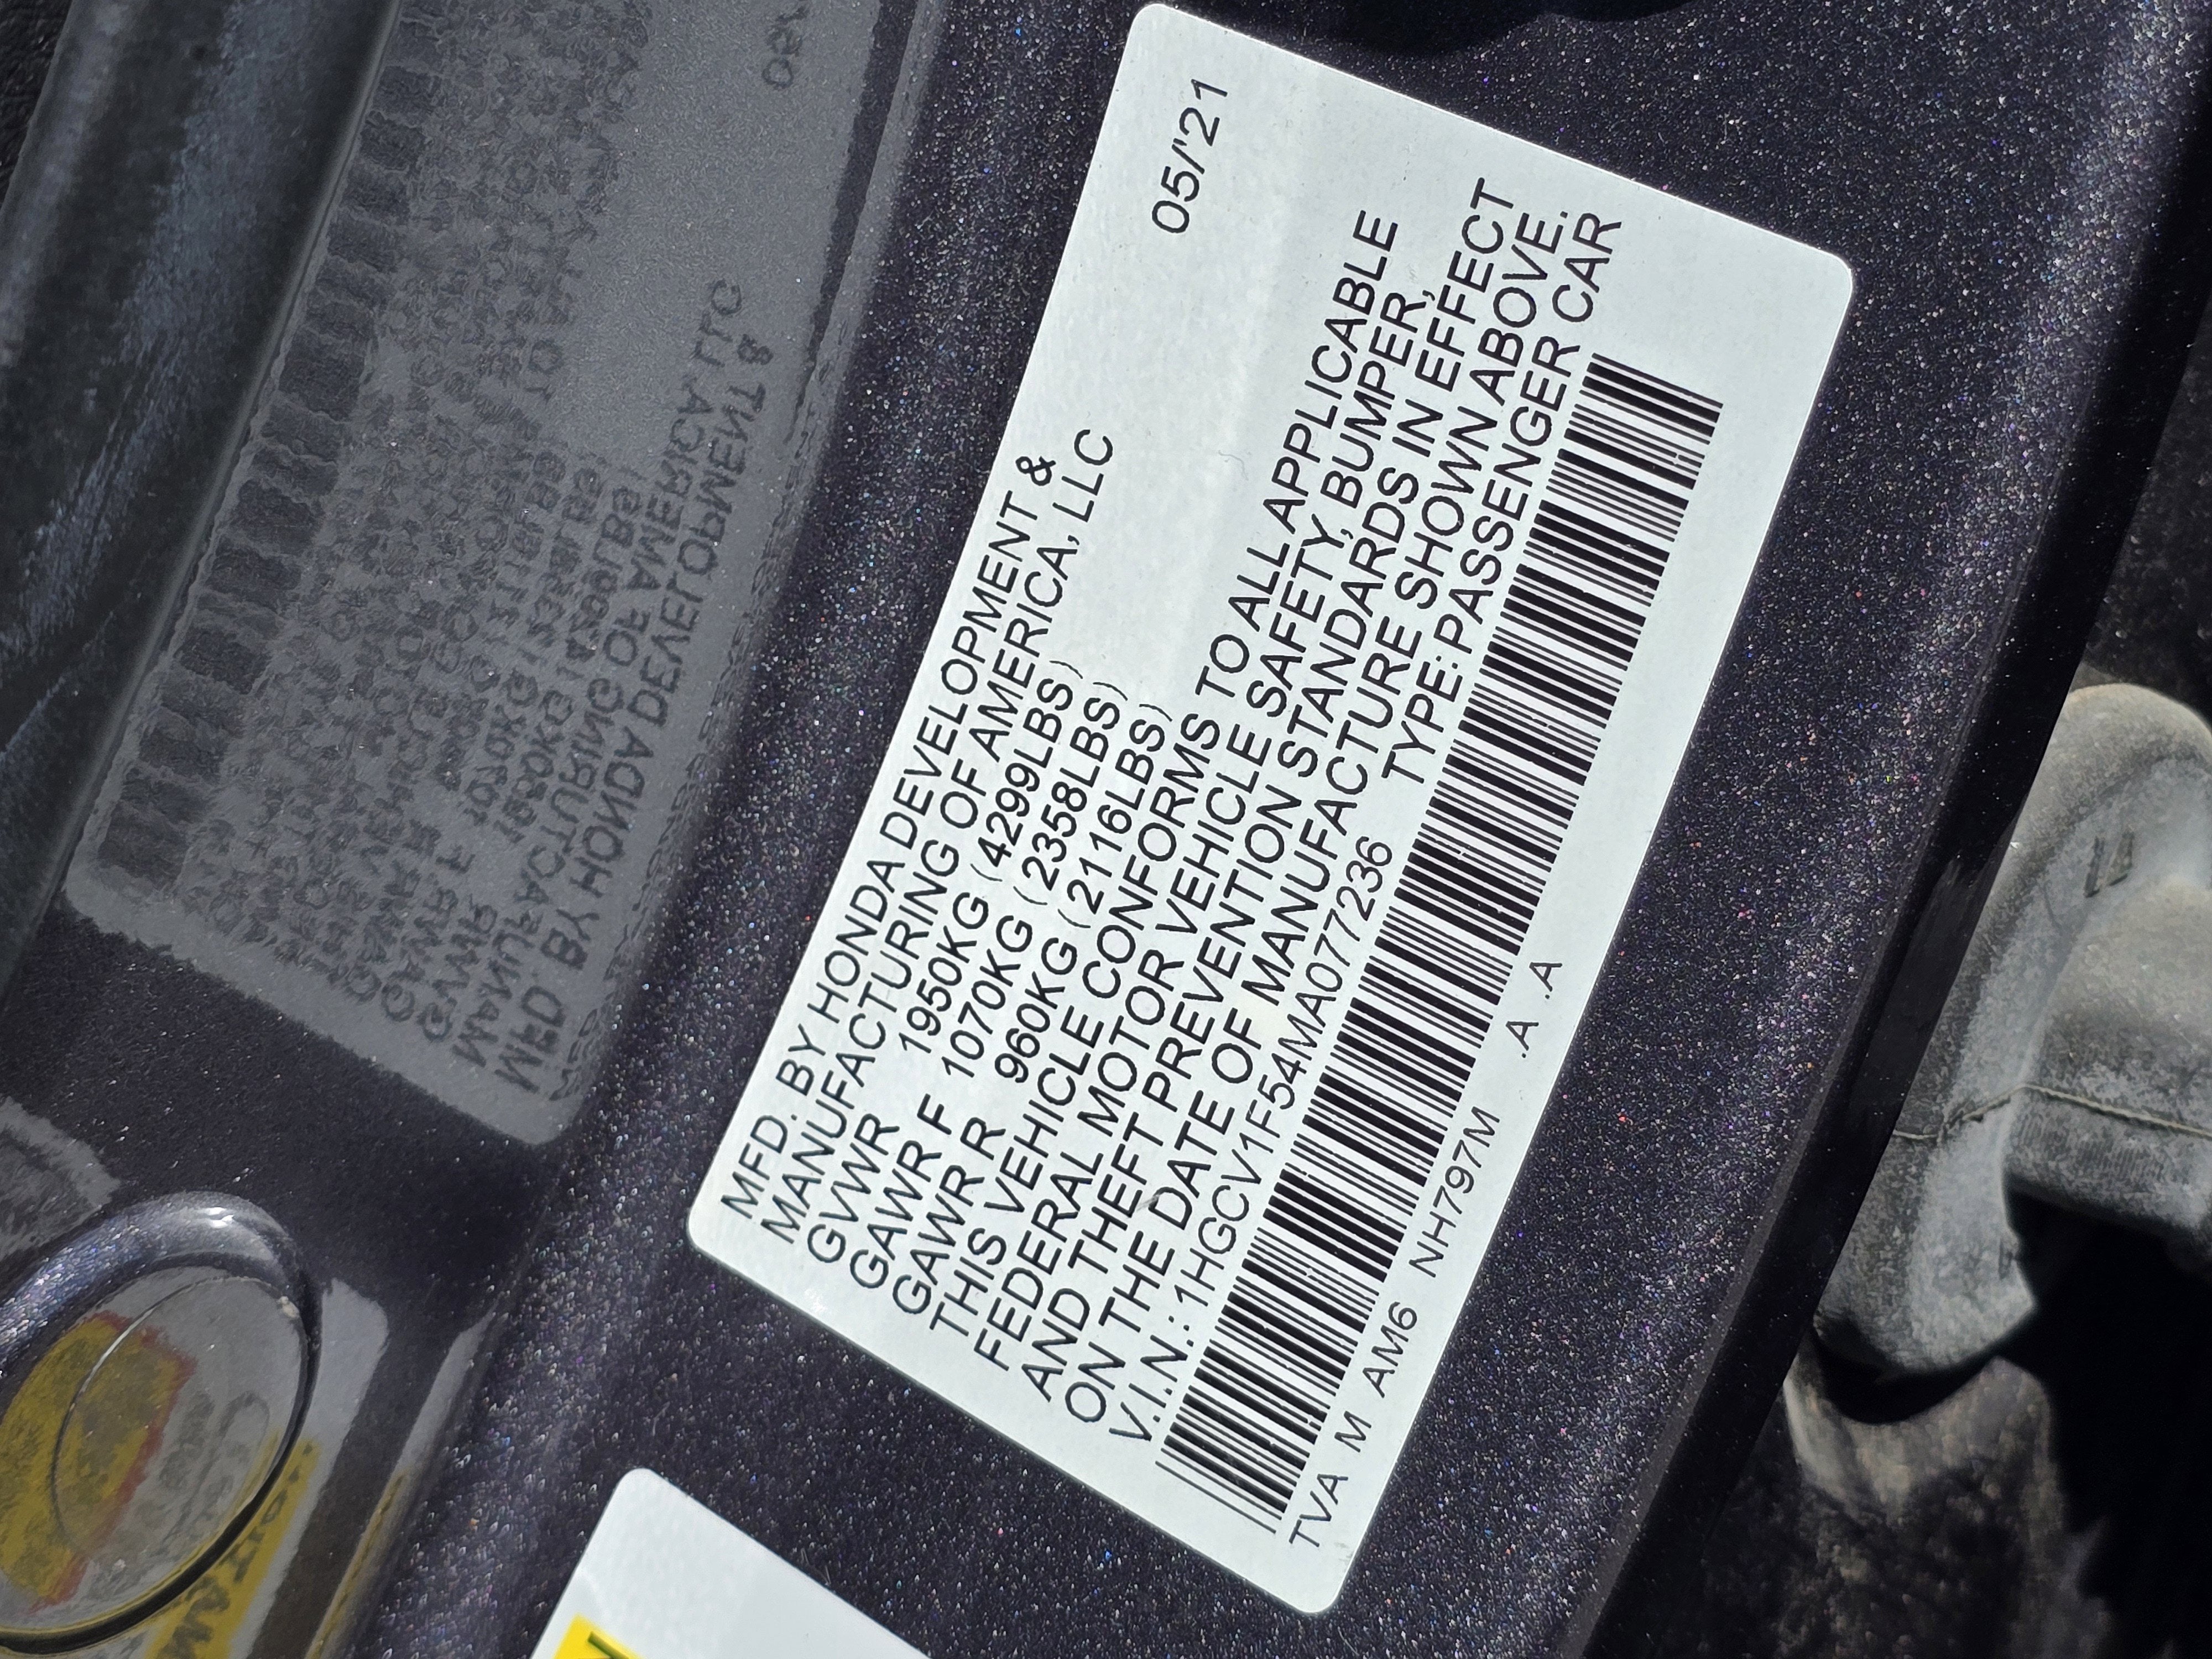 05/'21
MFD. BY HONDA DEVELOPMENT &
MANUFACTURING OF AMERICA, LLC
GVWR 1950KG (4299LBS)
GAWR F 1070KG (2358LBS)
GAWR R 960KG (2116LBS)
THIS VEHICLE CONFORMS TO ALL APPLICABLE
FEDERAL MOTOR VEHICLE SAFETY, BUMPER,
AND THEFT PREVENTION STANDARDS IN EFFECT
ON THE DATE OF MANUFACTURE SHOWN ABOVE.
V.I.N.: 1HGCV1F54MA077236 TYPE: PASSENGER CAR
TVA M AM6 NH797M .A .A